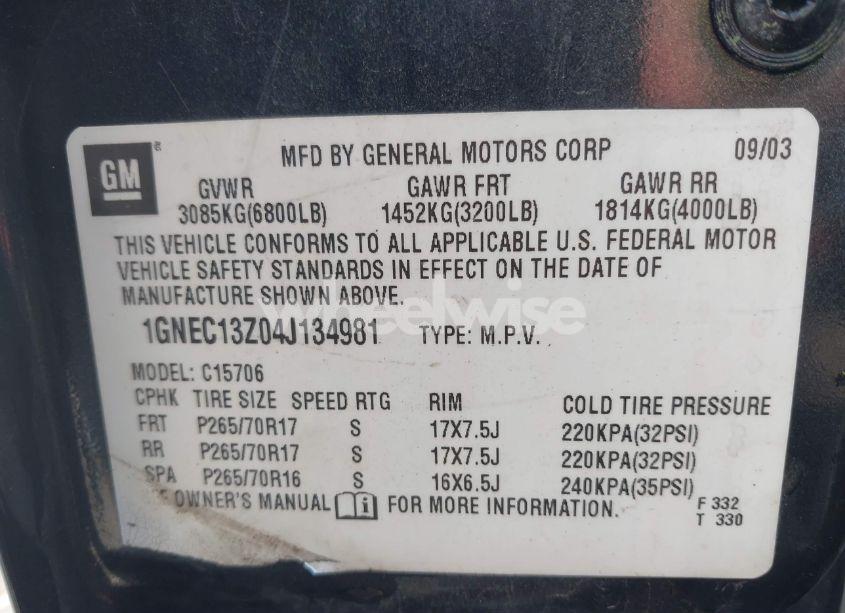 GM
MFD BY GENERAL MOTORS CORP 09/03
GVWR GAWR FRT GAWR RR
3085KG(6800LB) 1452KG(3200LB) 1814KG(4000LB)
THIS VEHICLE CONFORMS TO ALL APPLICABLE U.S. FEDERAL MOTOR
VEHICLE SAFETY STANDARDS IN EFFECT ON THE DATE OF
MANUFACTURE SHOWN ABOVE.
wheelwise
1GNEC13Z04J134981 TYPE: M.P.V.
MODEL: C15706
CPHK TIRE SIZE SPEED RTG RIM COLD TIRE PRESSURE
FRT P265/70R17 S 17X7.5J 220KPA(32PSI)
RR P265/70R17 S 17X7.5J 220KPA(32PSI)
SPA P265/70R16 S 16X6.5J 240KPA(35PSI)
OWNER'S MANUAL i FOR MORE INFORMATION.
F 332
T 330